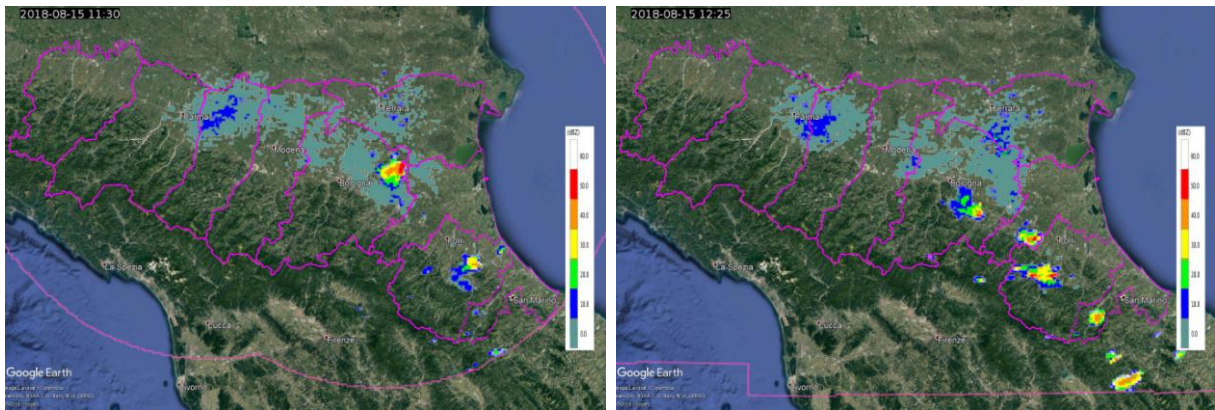 2018-08-15 11:30
Parma
Ferrara
Modena
Bologna
Forlì
La Spezia
San Marino
Lucca
Firenze
Livorno
Google Earth
(dBZ)
60.0
50.0
40.0
30.0
20.0
10.0
0.0
2018-08-15 12:25
Parma
Ferrara
Modena
Bologna
Forlì
La Spezia
San Marino
Lucca
Firenze
Livorno
Google Earth
(dBZ)
60.0
50.0
40.0
30.0
20.0
10.0
0.0